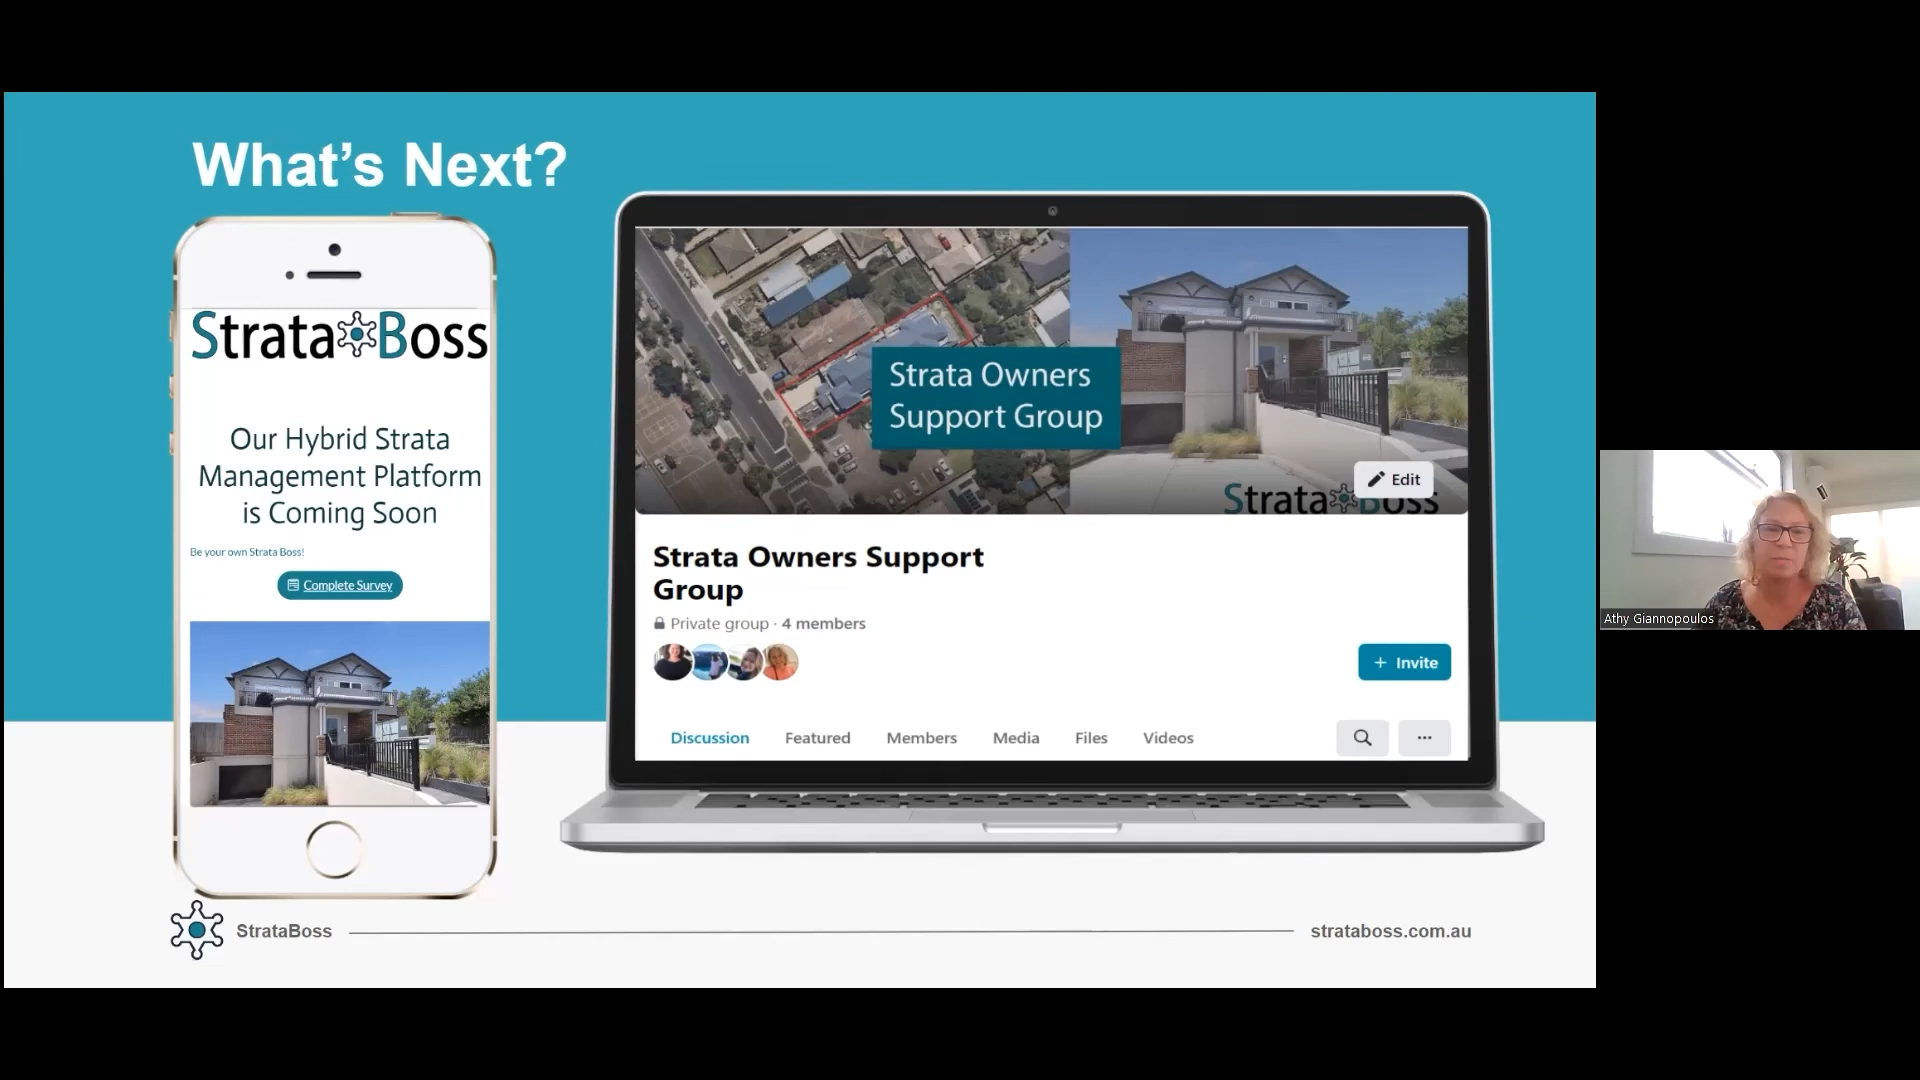 What's Next?
Strata Boss
Our Hybrid Strata
Management Platform
is Coming Soon
Be your own Strata Boss!
Complete Survey
Strata Owners
Support Group
Edit
Strata Boss
Strata Owners Support
Group
Private group · 4 members
+ Invite
Discussion Featured Members Media Files Videos
StrataBoss
strataboss.com.au
Athy Giannopoulos